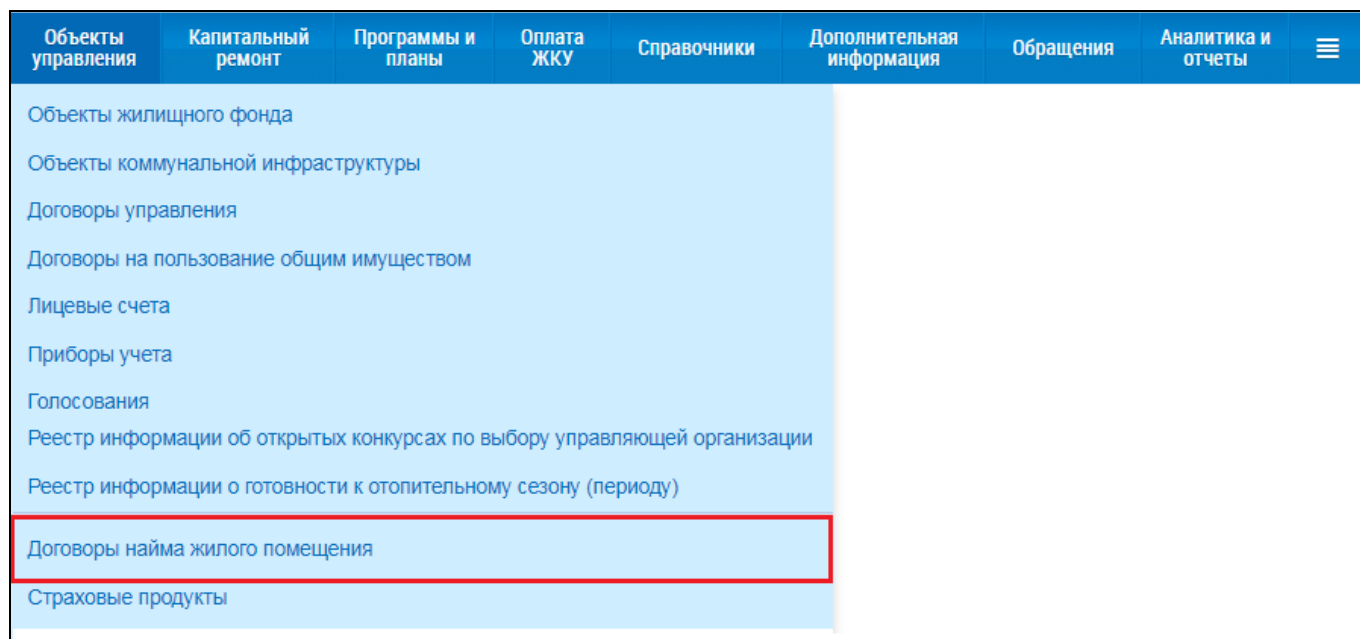 Объекты управления
Капитальный ремонт
Программы и планы
Оплата ЖКУ
Справочники
Дополнительная информация
Обращения
Аналитика и отчеты
Объекты жилищного фонда
Объекты коммунальной инфраструктуры
Договоры управления
Договоры на пользование общим имуществом
Лицевые счета
Приборы учета
Голосования
Реестр информации об открытых конкурсах по выбору управляющей организации
Реестр информации о готовности к отопительному сезону (периоду)
Договоры найма жилого помещения
Страховые продукты